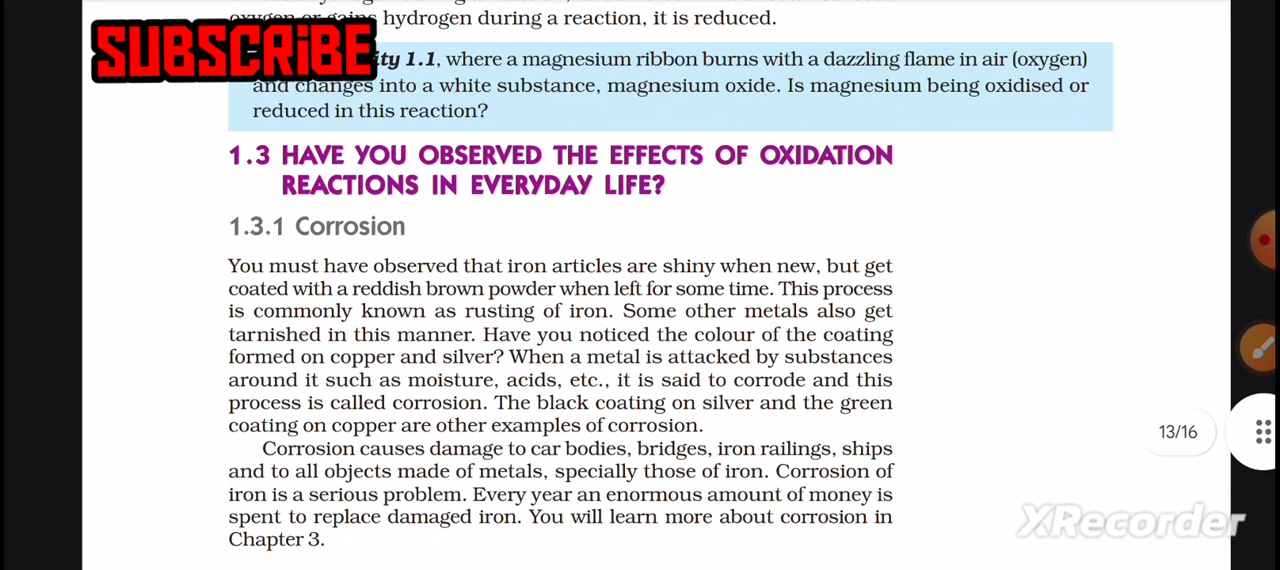 hydrogen during a reaction, it is reduced.
SUBSCRiBE
ity 1.1, where a magnesium ribbon burns with a dazzling flame in air (oxygen)
and changes into a white substance, magnesium oxide. Is magnesium being oxidised or
reduced in this reaction?
1.3 HAVE YOU OBSERVED THE EFFECTS OF OXIDATION
REACTIONS IN EVERYDAY LIFE?
1.3.1 Corrosion
You must have observed that iron articles are shiny when new, but get
coated with a reddish brown powder when left for some time. This process
is commonly known as rusting of iron. Some other metals also get
tarnished in this manner. Have you noticed the colour of the coating
formed on copper and silver? When a metal is attacked by substances
around it such as moisture, acids, etc., it is said to corrode and this
process is called corrosion. The black coating on silver and the green
coating on copper are other examples of corrosion.
Corrosion causes damage to car bodies, bridges, iron railings, ships
and to all objects made of metals, specially those of iron. Corrosion of
iron is a serious problem. Every year an enormous amount of money is
spent to replace damaged iron. You will learn more about corrosion in
Chapter 3.
13/16
XRecorder